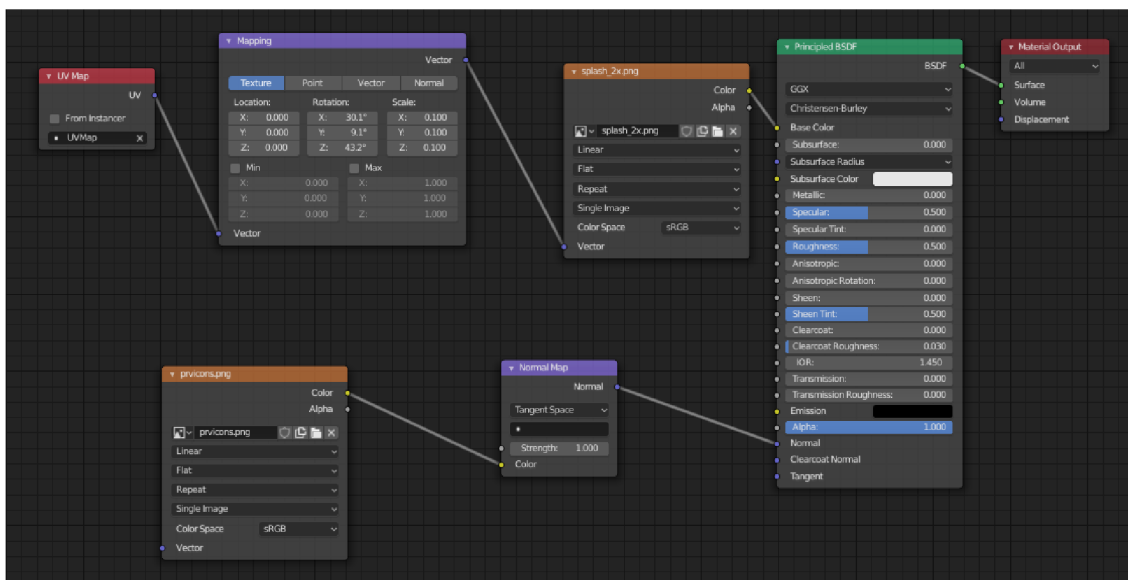 UV Map
UV
From Instancer
UVMap
Mapping
Vector
Texture Point Vector Normal
Location: Rotation: Scale:
X: 0.000 X: 30.1° X: 0.100
Y: 0.000 Y: 9.1° Y: 0.100
Z: 0.000 Z: 43.2° Z: 0.100
Min Max
X: 0.000 X: 1.000
Y: 0.000 Y: 1.000
Z: 0.000 Z: 1.000
Vector
splash_2x.png
Color
Alpha
splash_2x.png
Linear
Flat
Repeat
Single Image
Color Space sRGB
Vector
Principled BSDF
BSDF
GGX
Christensen-Burley
Base Color
Subsurface: 0.000
Subsurface Radius
Subsurface Color
Metallic: 0.000
Specular: 0.500
Specular Tint: 0.000
Roughness: 0.500
Anisotropic: 0.000
Anisotropic Rotation: 0.000
Sheen: 0.000
Sheen Tint: 0.500
Clearcoat: 0.000
Clearcoat Roughness: 0.030
IOR: 1.450
Transmission: 0.000
Transmission Roughness: 0.000
Emission
Alpha: 1.000
Normal
Clearcoat Normal
Tangent
Material Output
All
Surface
Volume
Displacement
prvicons.png
Color
Alpha
prvicons.png
Linear
Flat
Repeat
Single Image
Color Space sRGB
Vector
Normal Map
Normal
Tangent Space
Strength: 1.000
Color